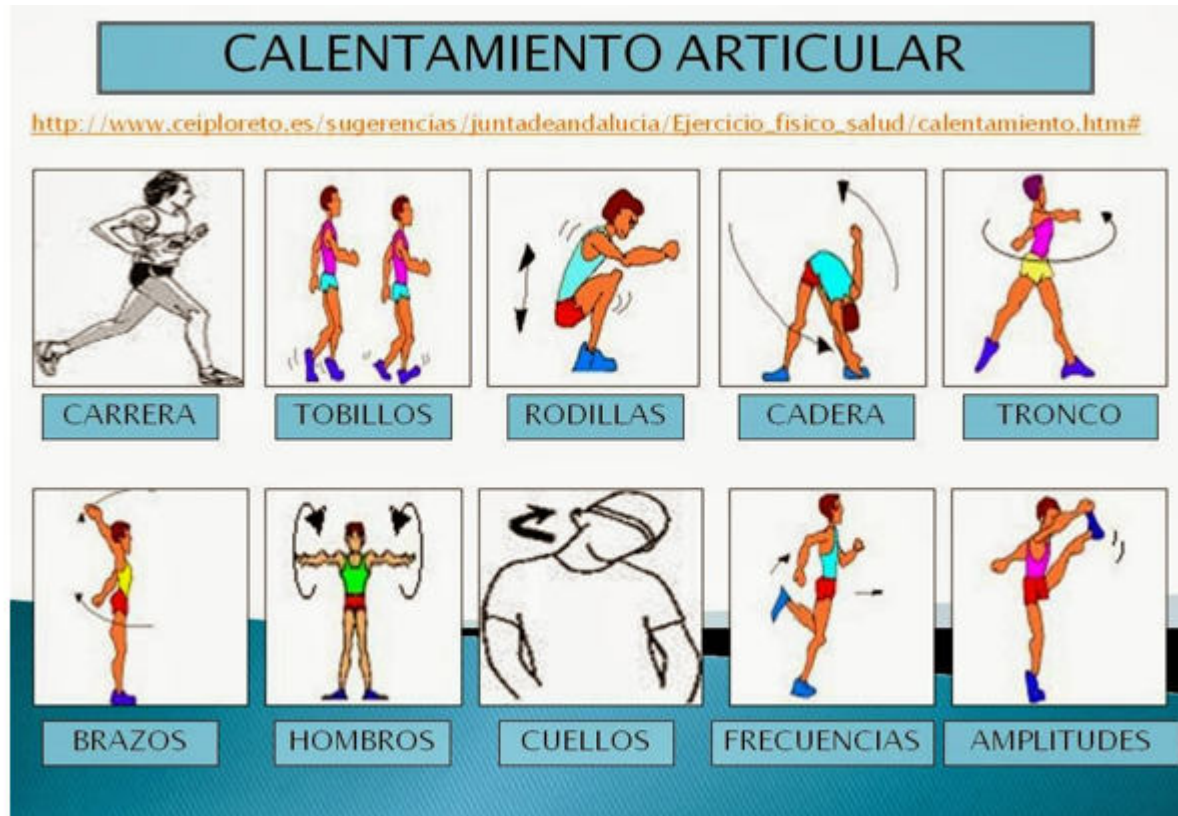 CALENTAMIENTO ARTICULAR
http://www.ceiploreto.es/sugerencias/juntadeandalucia/Ejercicio_fisico_salud/calentamiento.htm#
CARRERA
TOBILLOS
RODILLAS
CADERA
TRONCO
BRAZOS
HOMBROS
CUELLOS
FRECUENCIAS
AMPLITUDES